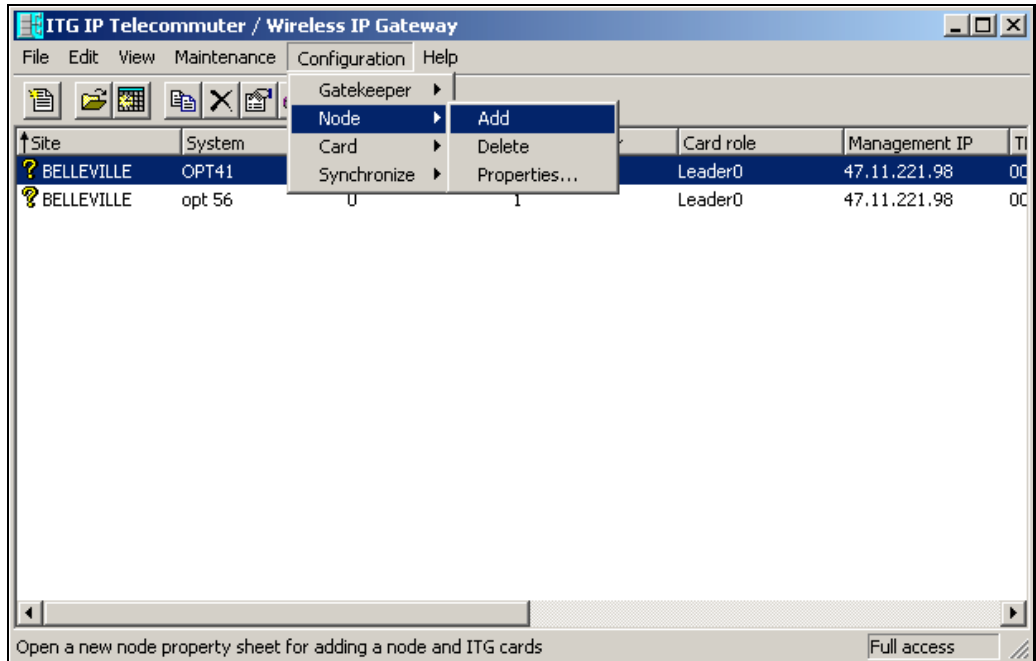 ITG IP Telecommuter / Wireless IP Gateway
File Edit View Maintenance Configuration Help
Gatekeeper
Node
Card
Synchronize
Add
Delete
Properties...
Site System Card role Management IP
BELLEVILLE OPT41 Leader0 47.11.221.98 00
BELLEVILLE opt 56 0 1 Leader0 47.11.221.98 00
Open a new node property sheet for adding a node and ITG cards Full access